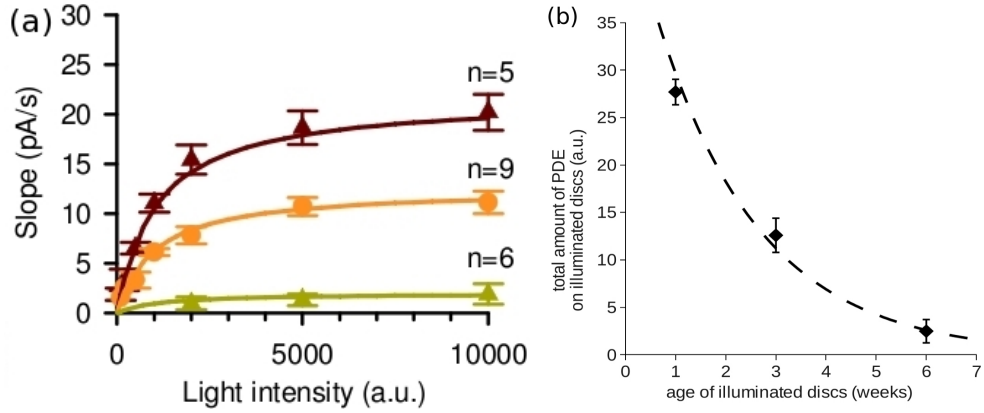 (a)
30
25
20
15
10
5
0
Slope (pA/s)
n=5
n=9
n=6
0 5000 10000
Light intensity (a.u.)
(b)
35
30
25
20
15
10
5
0
total amount of PDE
on illuminated discs (a.u.)
0 1 2 3 4 5 6 7
age of illuminated discs (weeks)